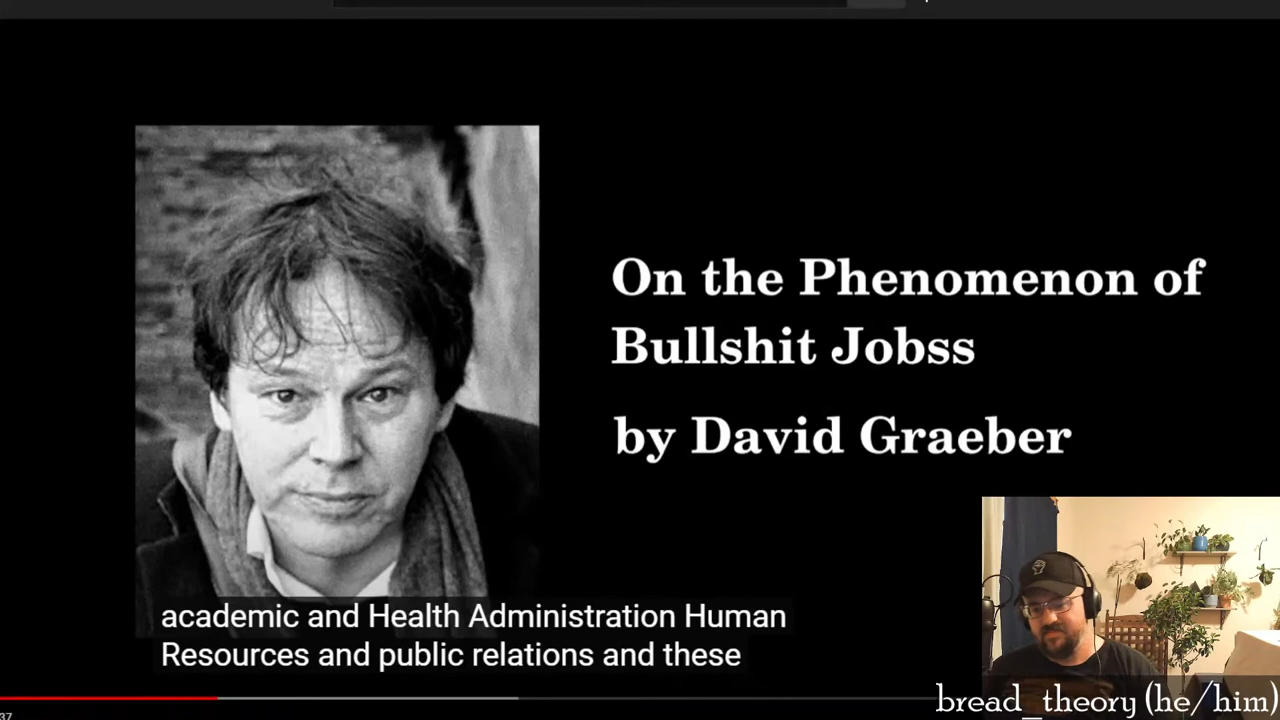 On the Phenomenon of
Bullshit Jobss
by David Graeber
academic and Health Administration Human
Resources and public relations and these
bread_theory (he/him)
37